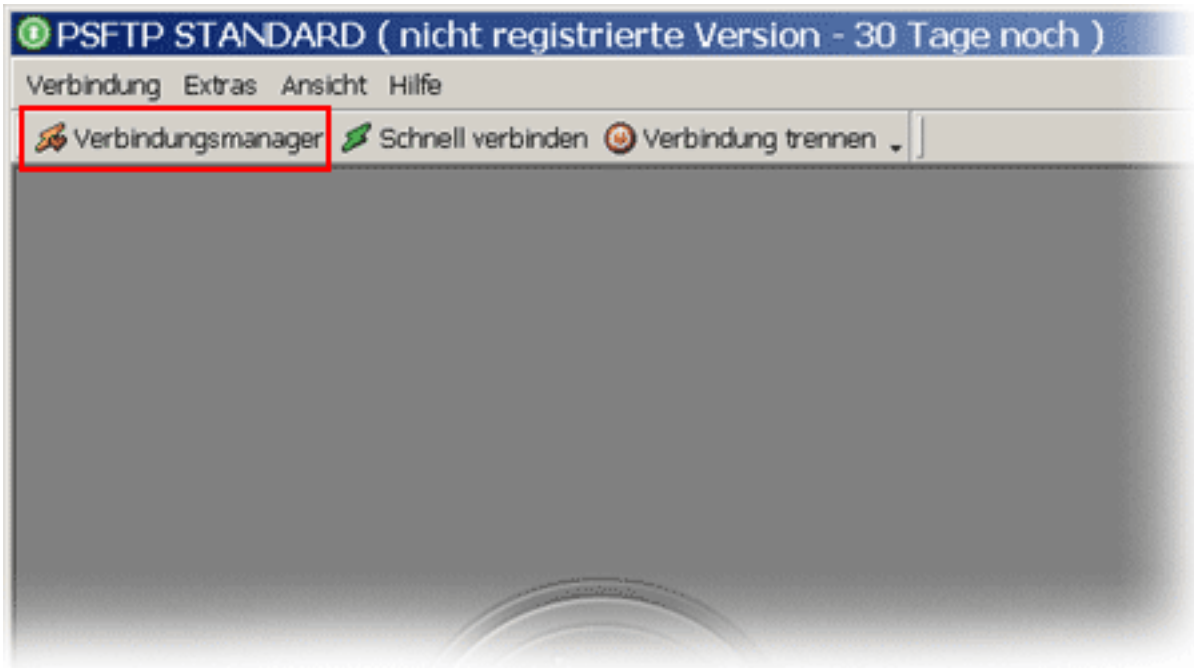 PSFTP STANDARD ( nicht registrierte Version - 30 Tage noch )
Verbindung Extras Ansicht Hilfe
Verbindungsmanager Schnell verbinden Verbindung trennen